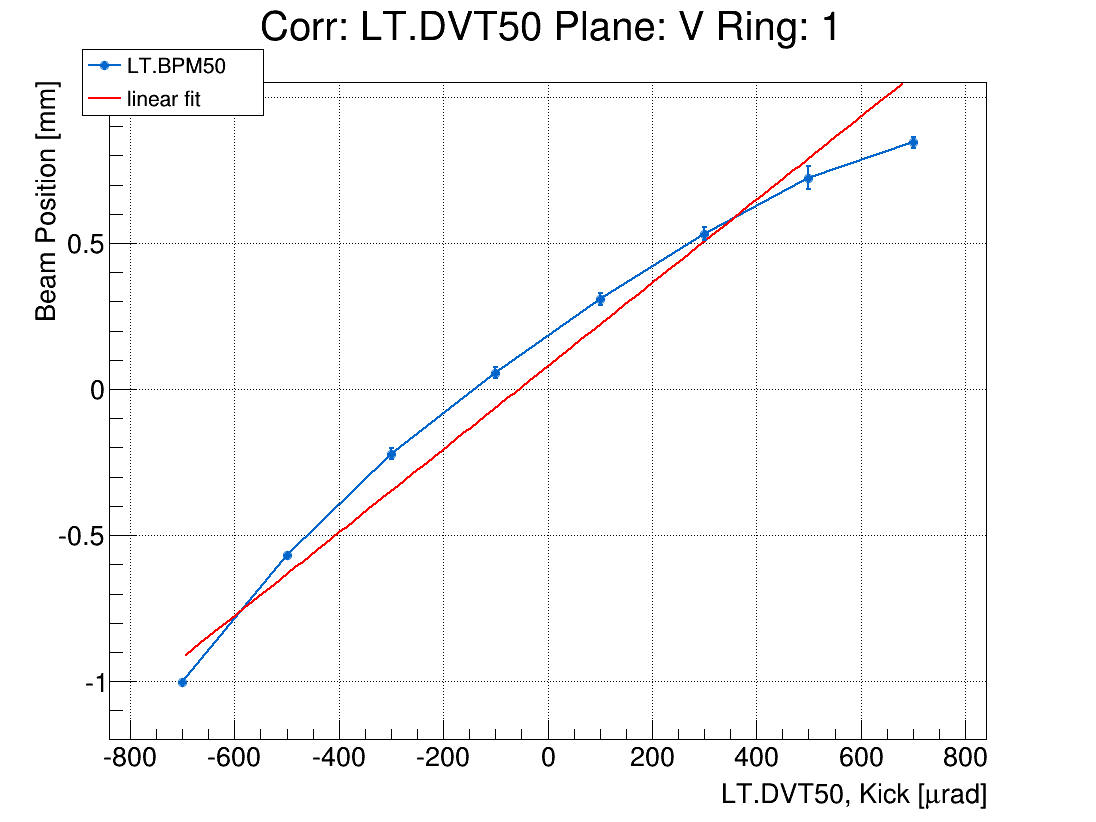 Corr: LT.DVT50 Plane: V Ring: 1
LT.BPM50
linear fit
Beam Position [mm]
0.5
0
-0.5
-1
-800 -600 -400 -200 0 200 400 600 800
LT.DVT50, Kick [μrad]